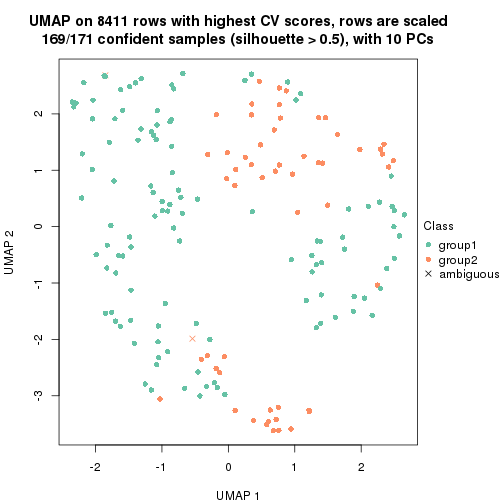 UMAP on 8411 rows with highest CV scores, rows are scaled
169/171 confident samples (silhouette > 0.5), with 10 PCs
2
1
0
-1
-2
-3
UMAP 2
-2
-1
0
1
2
UMAP 1
Class
group1
group2
ambiguous